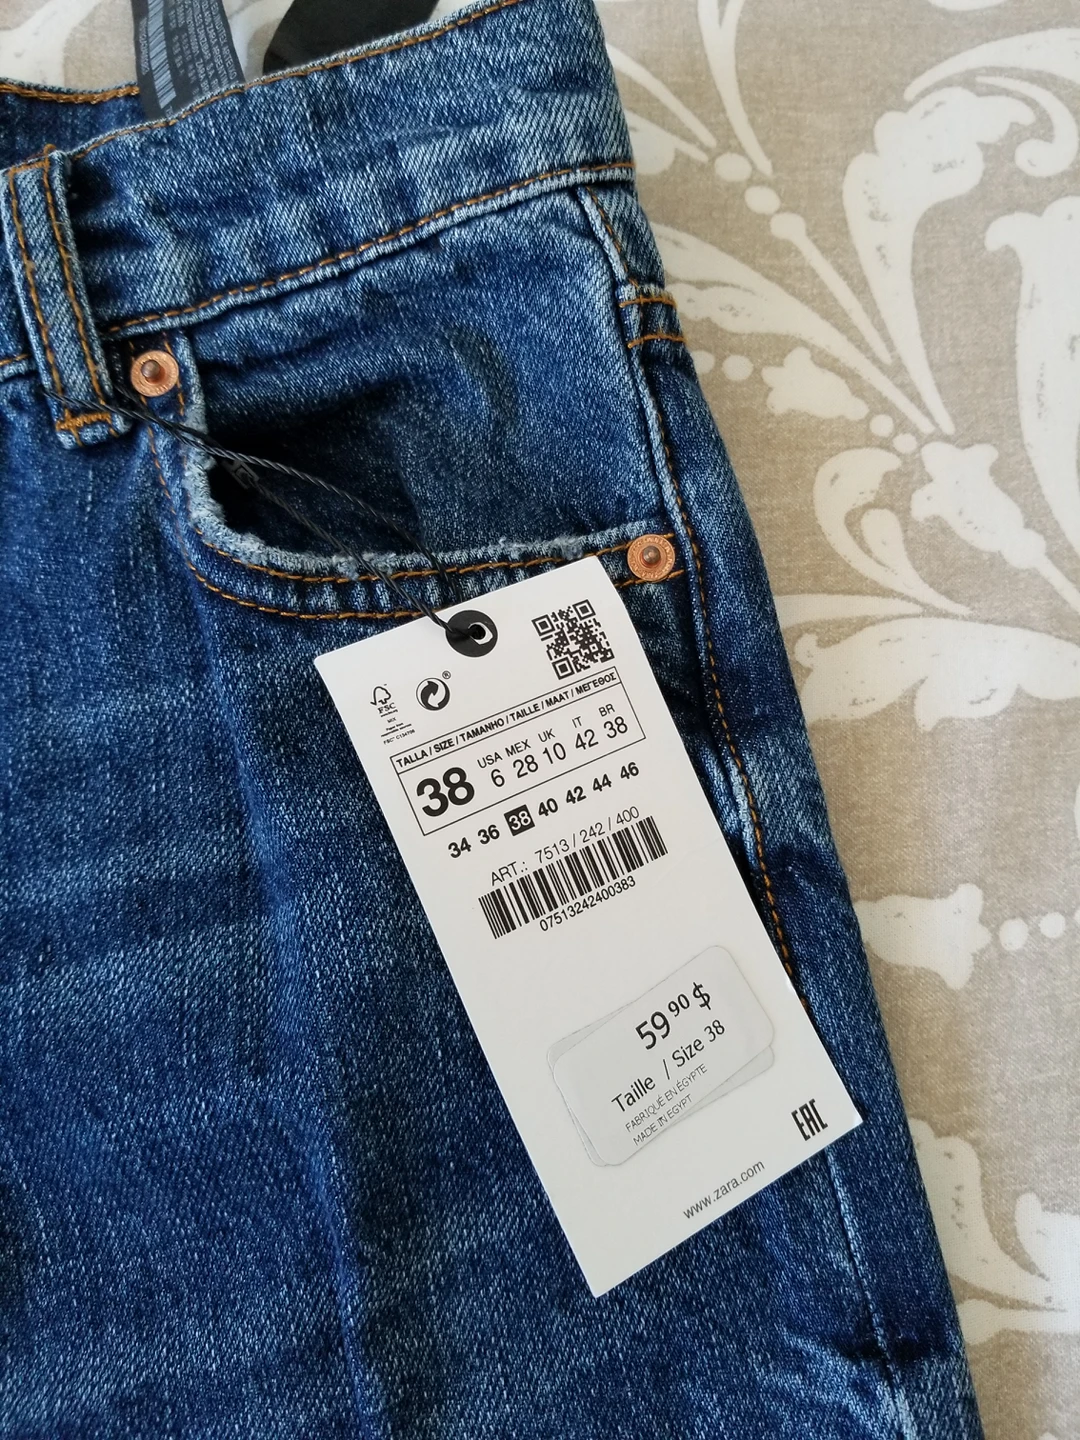 FSC
MIX
FSC™ C134799
®
TALLA / SIZE / TAMANHO / TAILLE / MAAT / ΜΕΓΕΘΟΣ
38
USA MEX UK IT BR
6 28 10 42 38
34 36 38 40 42 44 46
ART.: 7513 / 242 / 400
07513242400383
59 90 $
Taille / Size 38
FABRIQUÉ EN ÉGYPTE
MADE IN EGYPT
EAC
www.zara.com